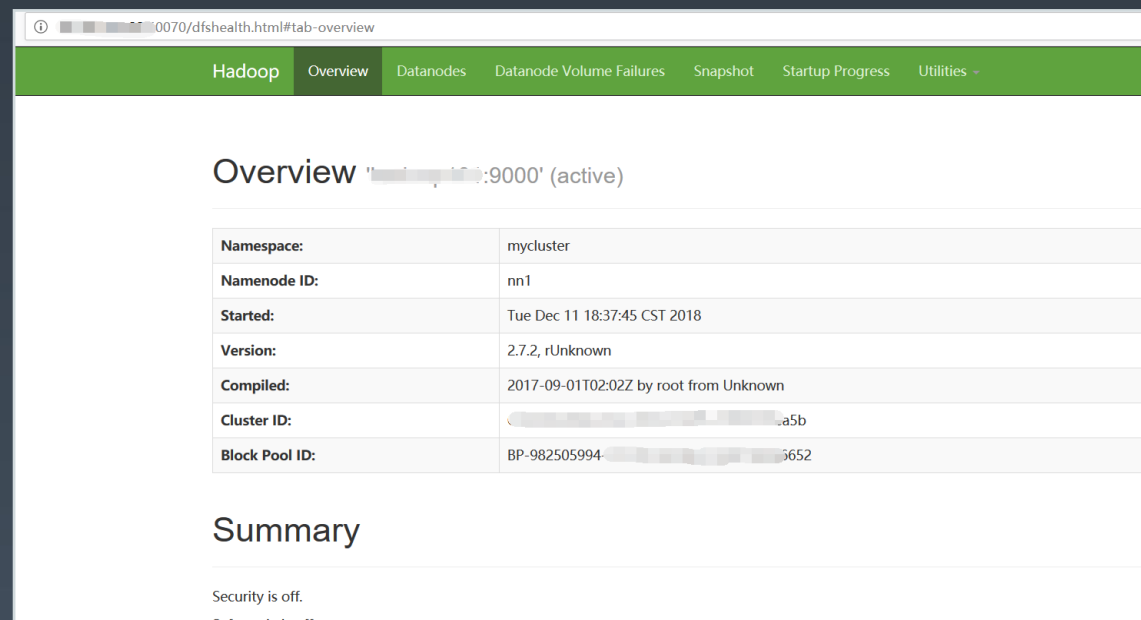 0070/dfshealth.html#tab-overview
Hadoop Overview Datanodes Datanode Volume Failures Snapshot Startup Progress Utilities
Overview :9000' (active)
Namespace: mycluster
Namenode ID: nn1
Started: Tue Dec 11 18:37:45 CST 2018
Version: 2.7.2, rUnknown
Compiled: 2017-09-01T02:02Z by root from Unknown
Cluster ID: a5b
Block Pool ID: BP-982505994- 6652
Summary
Security is off.